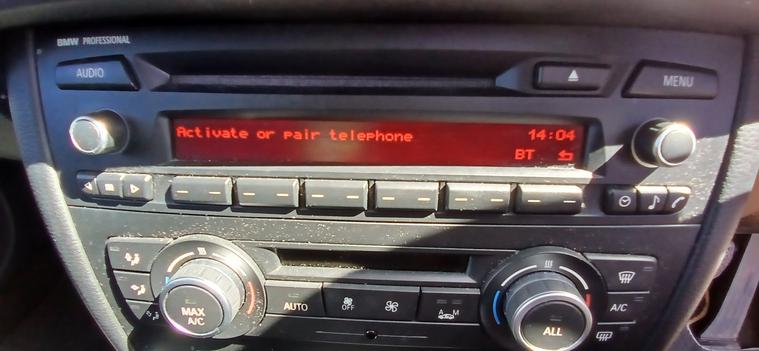 BMW PROFESSIONAL
AUDIO
MENU
Activate or pair telephone 14:04
BT
MAX
A/C
AUTO
OFF
A M
ALL
A/C